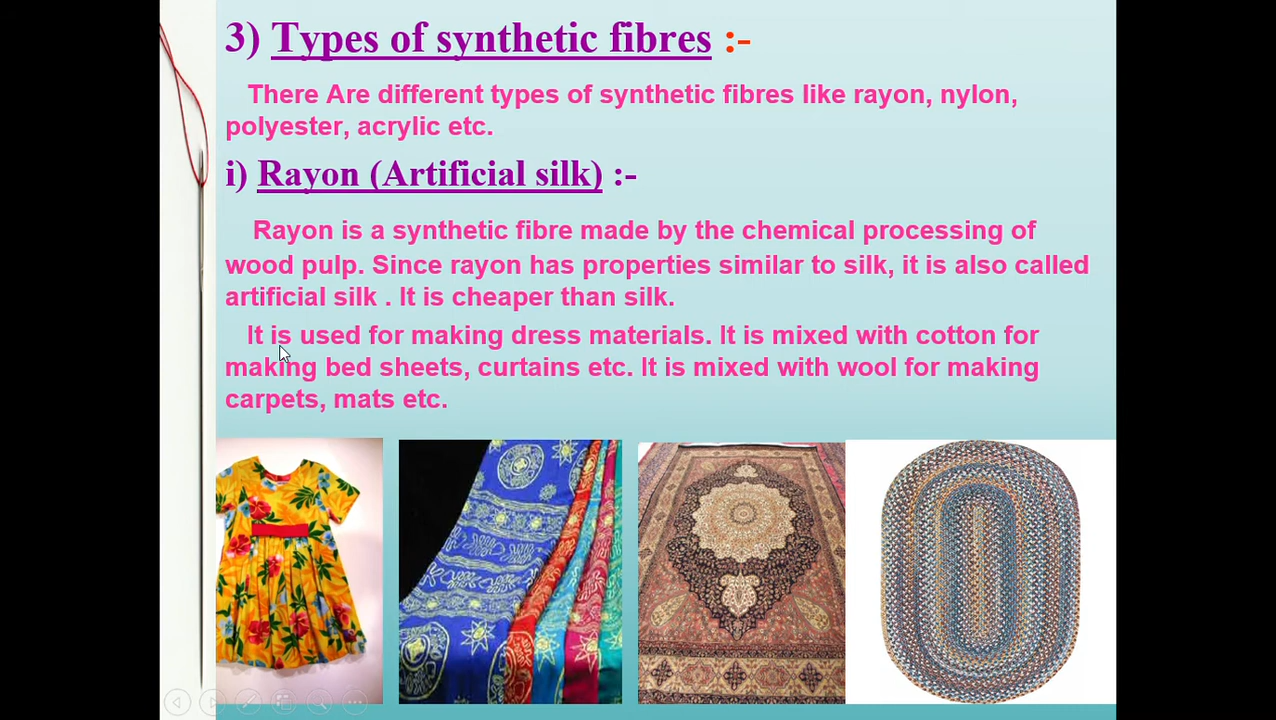 3) Types of synthetic fibres :-
There Are different types of synthetic fibres like rayon, nylon,
polyester, acrylic etc.
i) Rayon (Artificial silk) :-
Rayon is a synthetic fibre made by the chemical processing of
wood pulp. Since rayon has properties similar to silk, it is also called
artificial silk . It is cheaper than silk.
It is used for making dress materials. It is mixed with cotton for
making bed sheets, curtains etc. It is mixed with wool for making
carpets, mats etc.